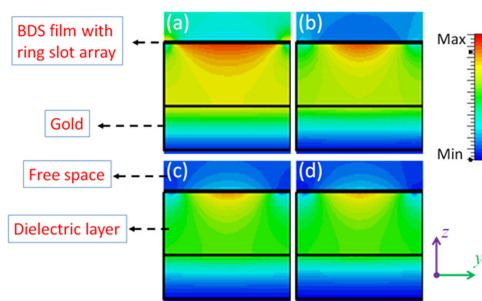 BDS film with
ring slot array
Gold
Free space
Dielectric layer
(a)
(b)
(c)
(d)
Max
Min
z
y